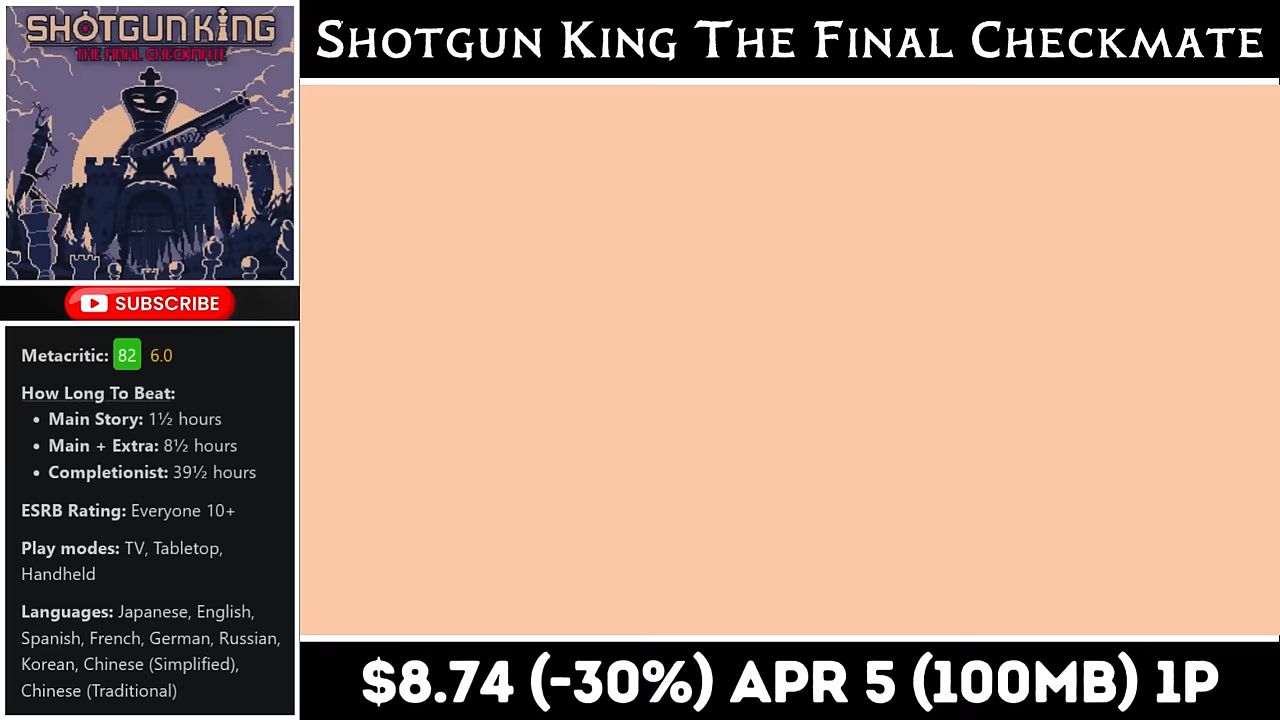 SHOTGUN KING
THE FINAL CHECKMATE
SHOTGUN KING THE FINAL CHECKMATE
SUBSCRIBE
Metacritic: 82 6.0
How Long To Beat:
• Main Story: 1½ hours
• Main + Extra: 8½ hours
• Completionist: 39½ hours
ESRB Rating: Everyone 10+
Play modes: TV, Tabletop,
Handheld
Languages: Japanese, English,
Spanish, French, German, Russian,
Korean, Chinese (Simplified),
Chinese (Traditional)
$8.74 (-30%) APR 5 (100MB) 1P